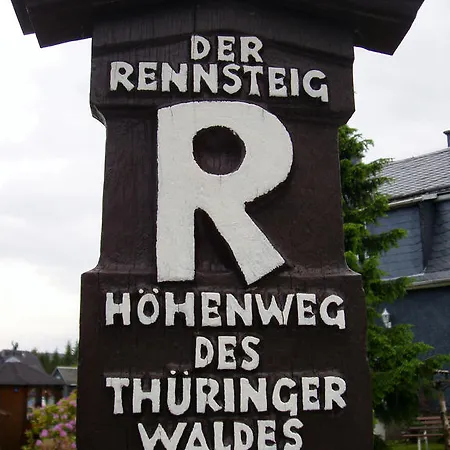 DER
RENNSTEIG
R
HÖHENWEG
DES
THÜRINGER
WALDES